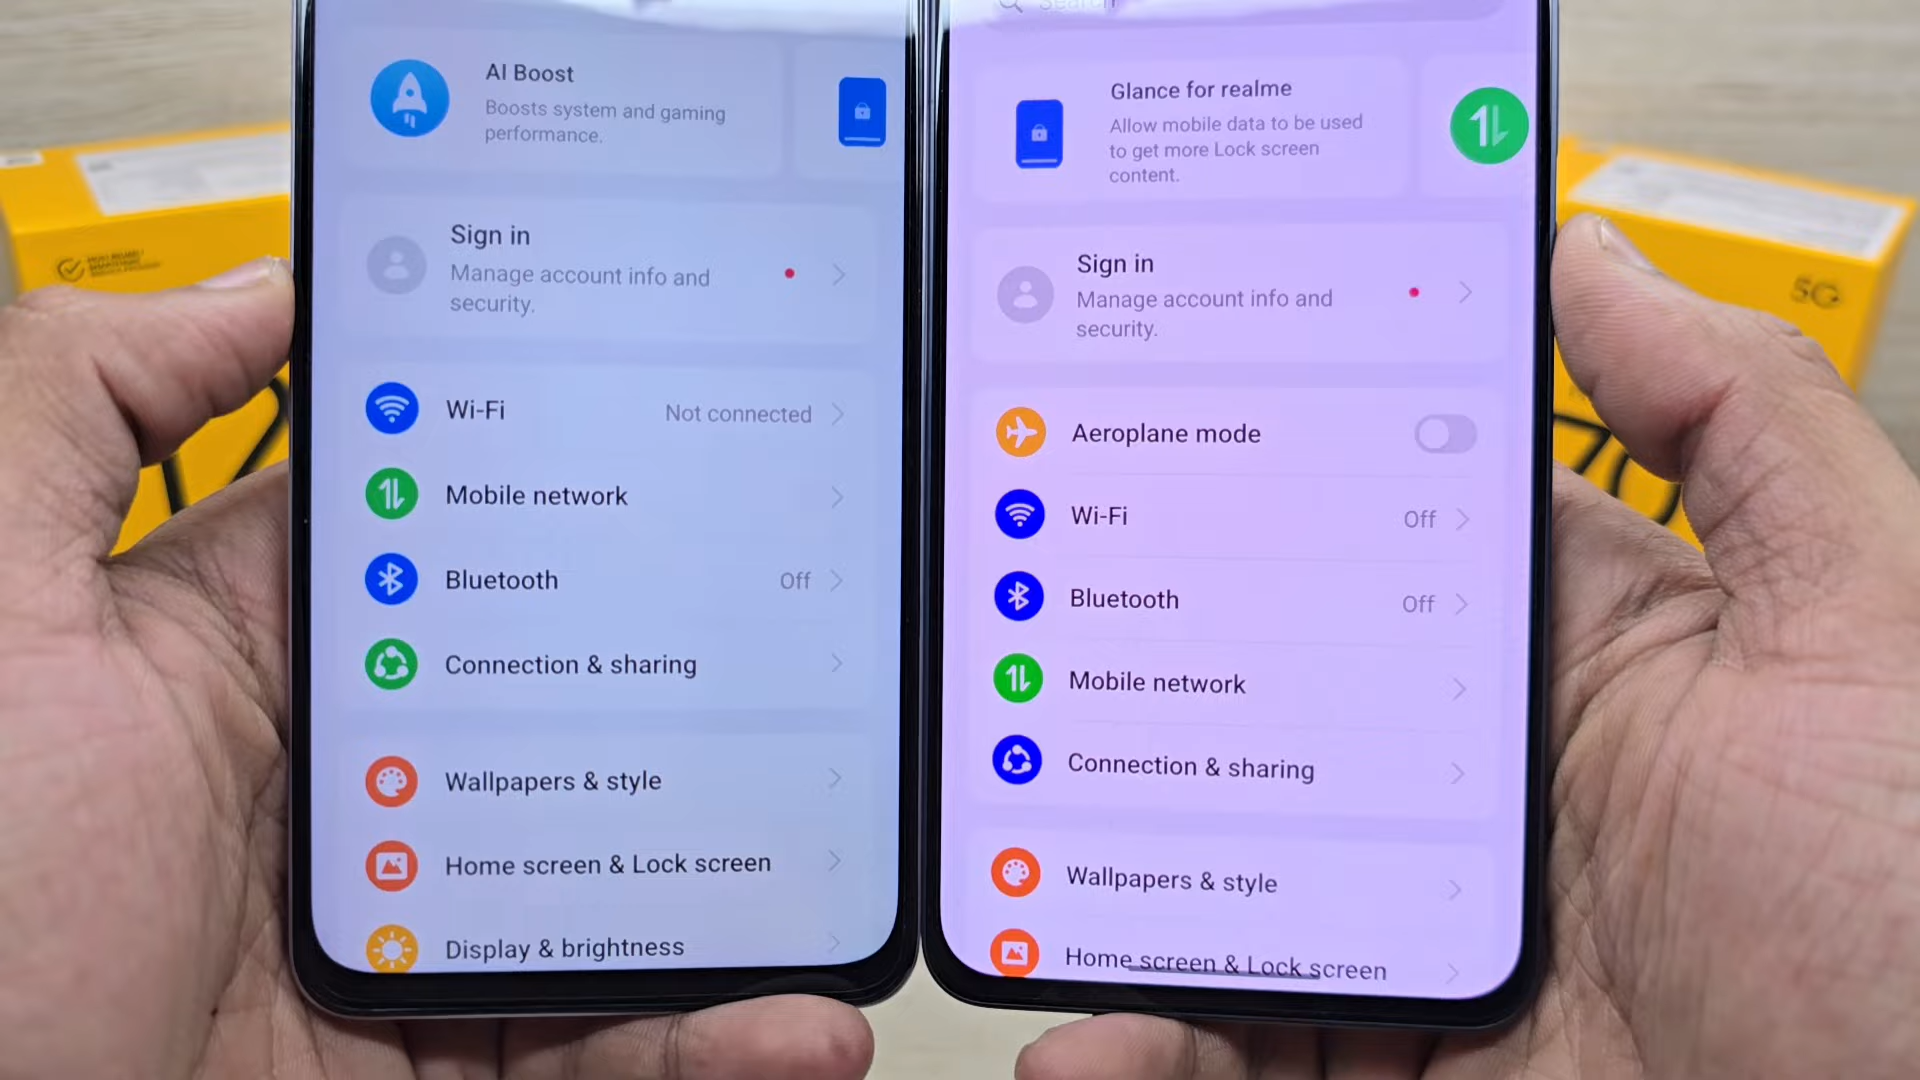 AI Boost
Boosts system and gaming
performance.
Sign in
Manage account info and
security.
Wi-Fi
Not connected
Mobile network
Bluetooth
Off
Connection & sharing
Wallpapers & style
Home screen & Lock screen
Display & brightness
Search
Glance for realme
Allow mobile data to be used
to get more Lock screen
content.
Sign in
Manage account info and
security.
Aeroplane mode
Wi-Fi
Off
Bluetooth
Off
Mobile network
Connection & sharing
Wallpapers & style
Home screen & Lock screen
5G
70